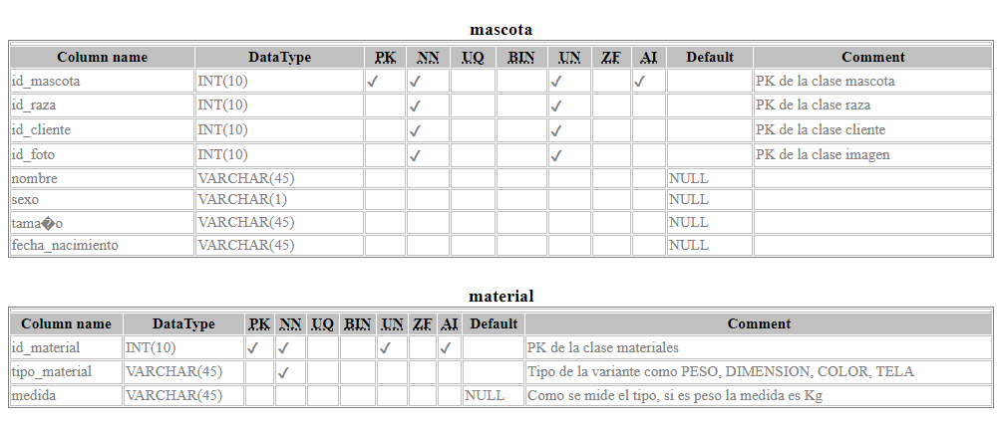 mascota
Column name DataType PK NN UQ BIN UN ZF AI Default Comment
id_mascota INT(10) ✓ ✓ ✓ ✓ PK de la clase mascota
id_raza INT(10) ✓ ✓ PK de la clase raza
id_cliente INT(10) ✓ ✓ PK de la clase cliente
id_foto INT(10) ✓ ✓ PK de la clase imagen
nombre VARCHAR(45) NULL
sexo VARCHAR(1) NULL
tama�o VARCHAR(45) NULL
fecha_nacimiento VARCHAR(45) NULL
material
Column name DataType PK NN UQ BIN UN ZF AI Default Comment
id_material INT(10) ✓ ✓ ✓ ✓ PK de la clase materiales
tipo_material VARCHAR(45) ✓ Tipo de la variante como PESO, DIMENSION, COLOR, TELA
medida VARCHAR(45) NULL Como se mide el tipo, si es peso la medida es Kg